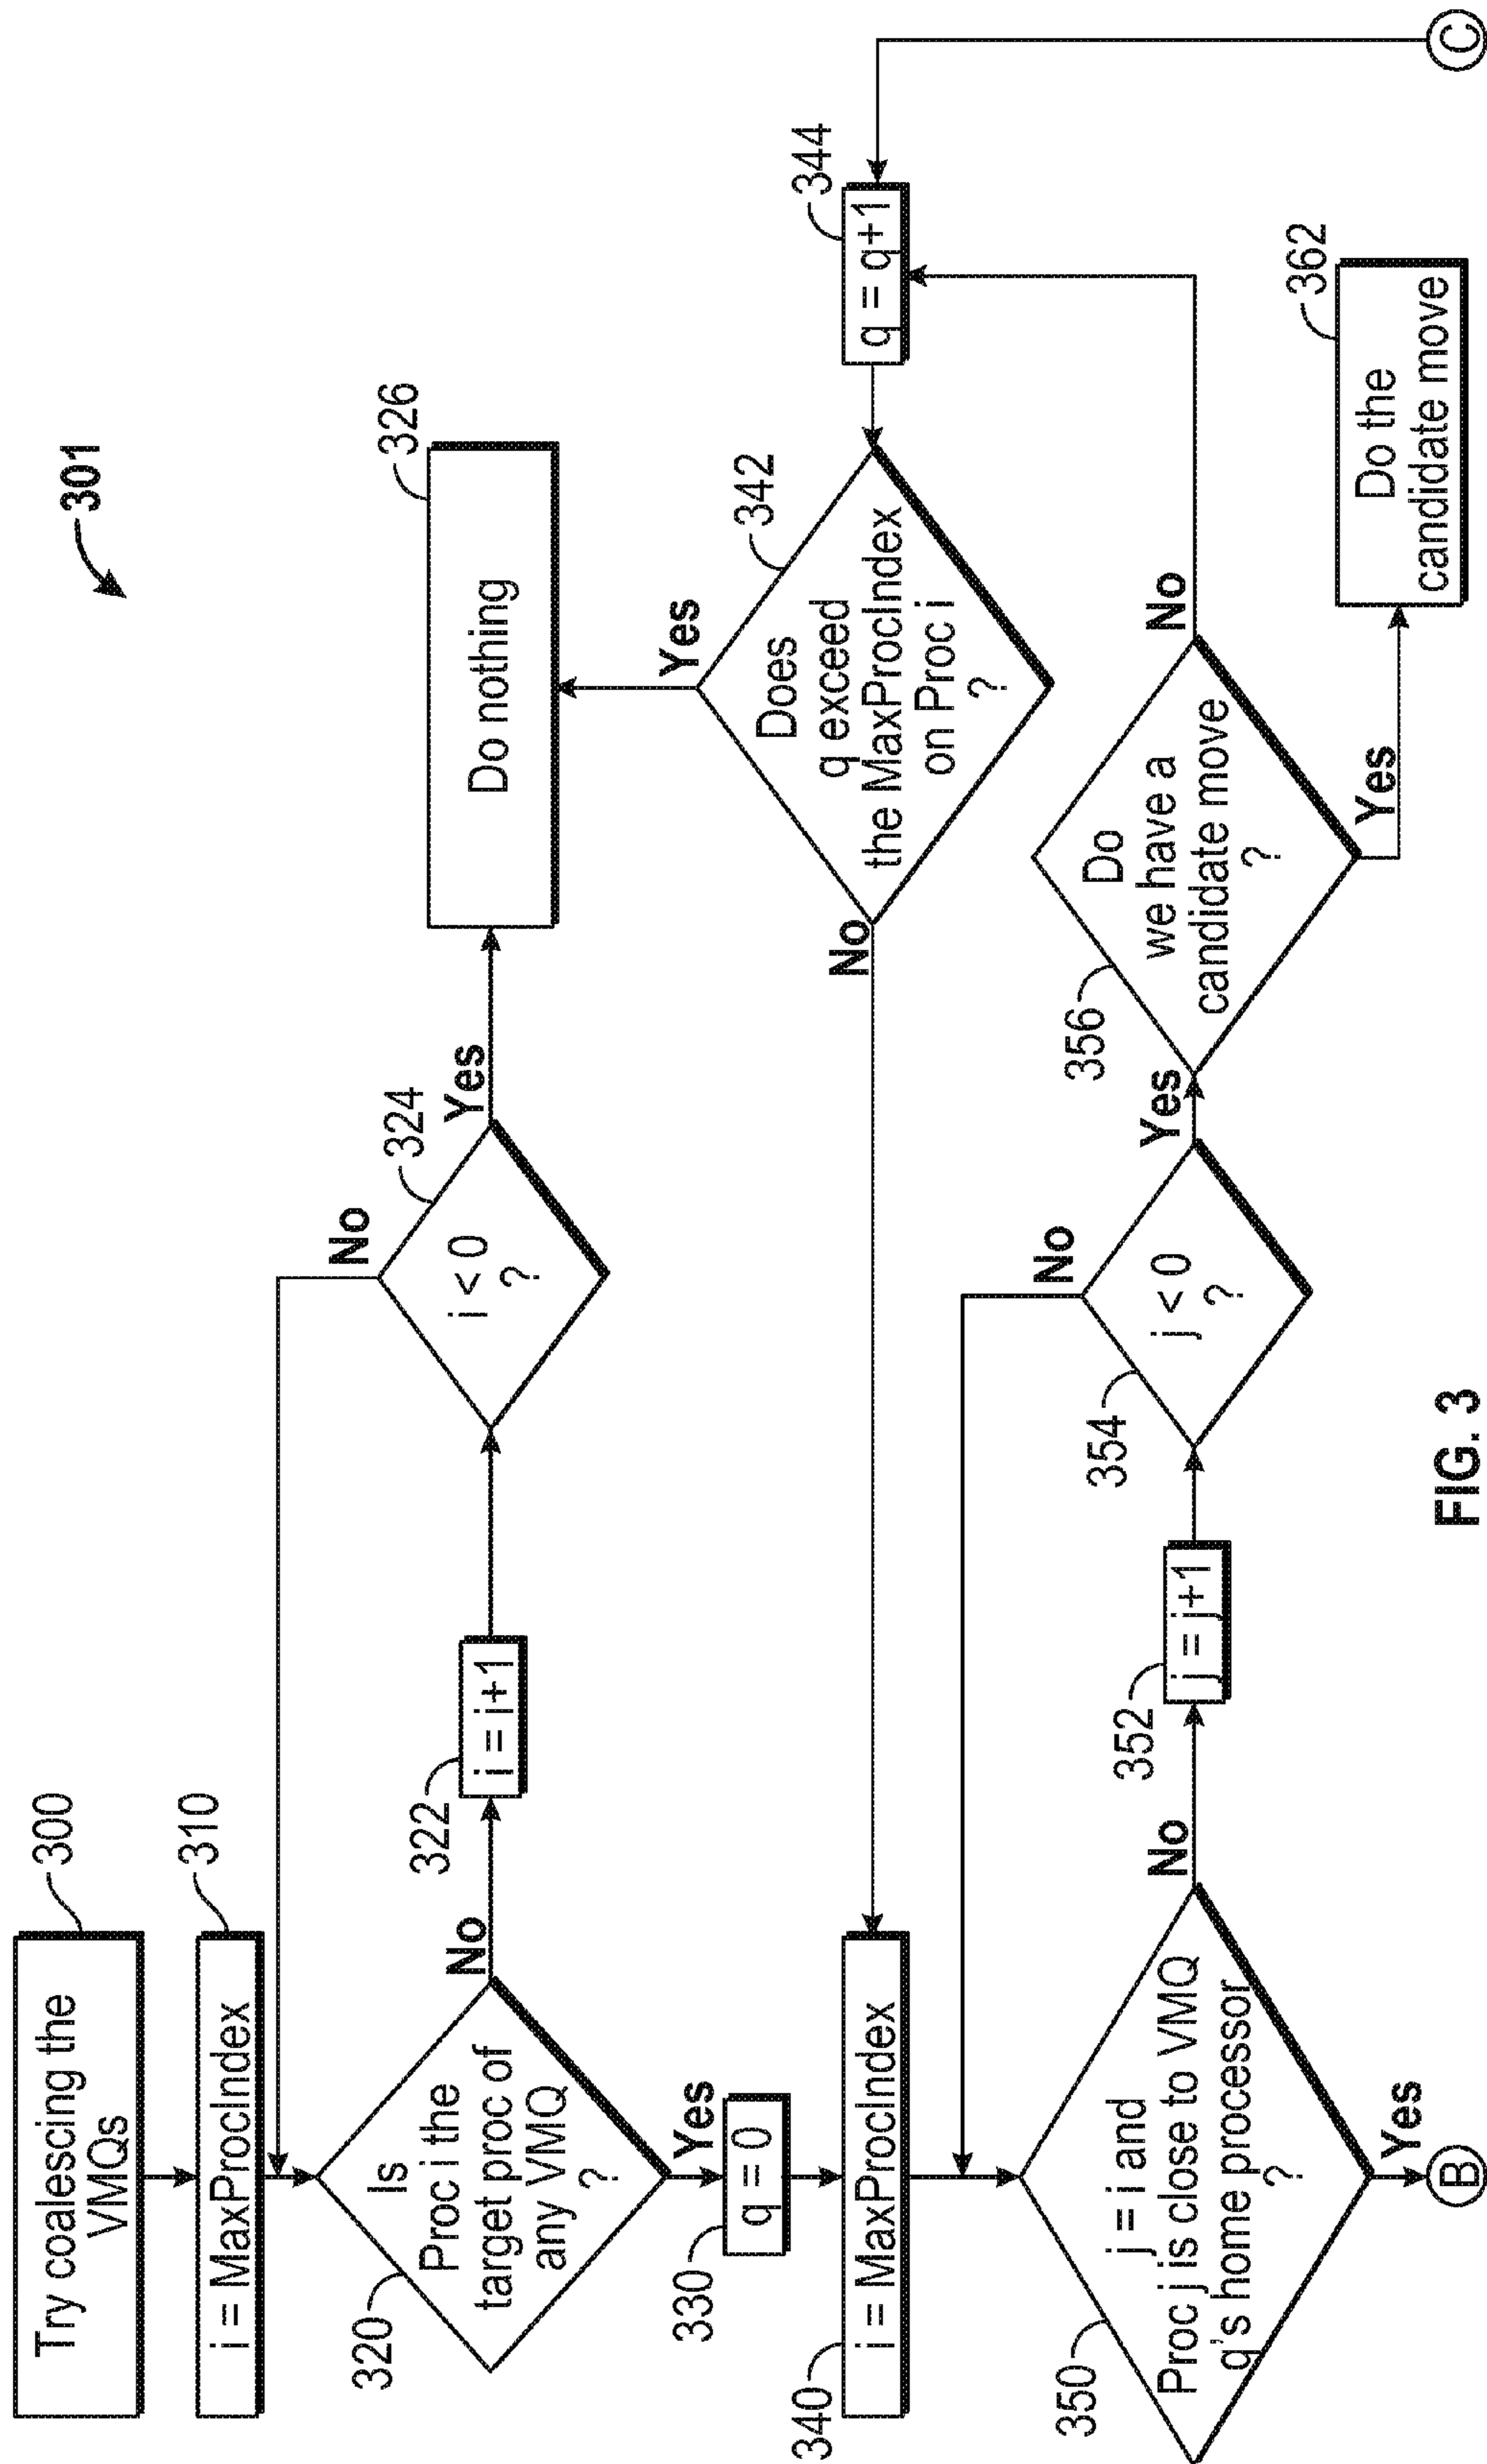 301
Try coalescing the
VMQs
300
i = MaxProcIndex
310
Is
Proc i the
target proc of
any VMQ
?
320
No
i = i+1
322
i < 0
?
324
No
Yes
Do nothing
326
Yes
q = 0
330
i = MaxProcIndex
340
Does
q exceed
the MaxProcIndex
on Proc i
?
342
Yes
No
q = q+1
344
j = i and
Proc j is close to VMQ
q's home processor
?
350
No
Yes
B
j = j+1
352
j < 0
?
354
No
Yes
Do
we have a
candidate move
?
356
No
Yes
Do the
candidate move
362
C
FIG. 3